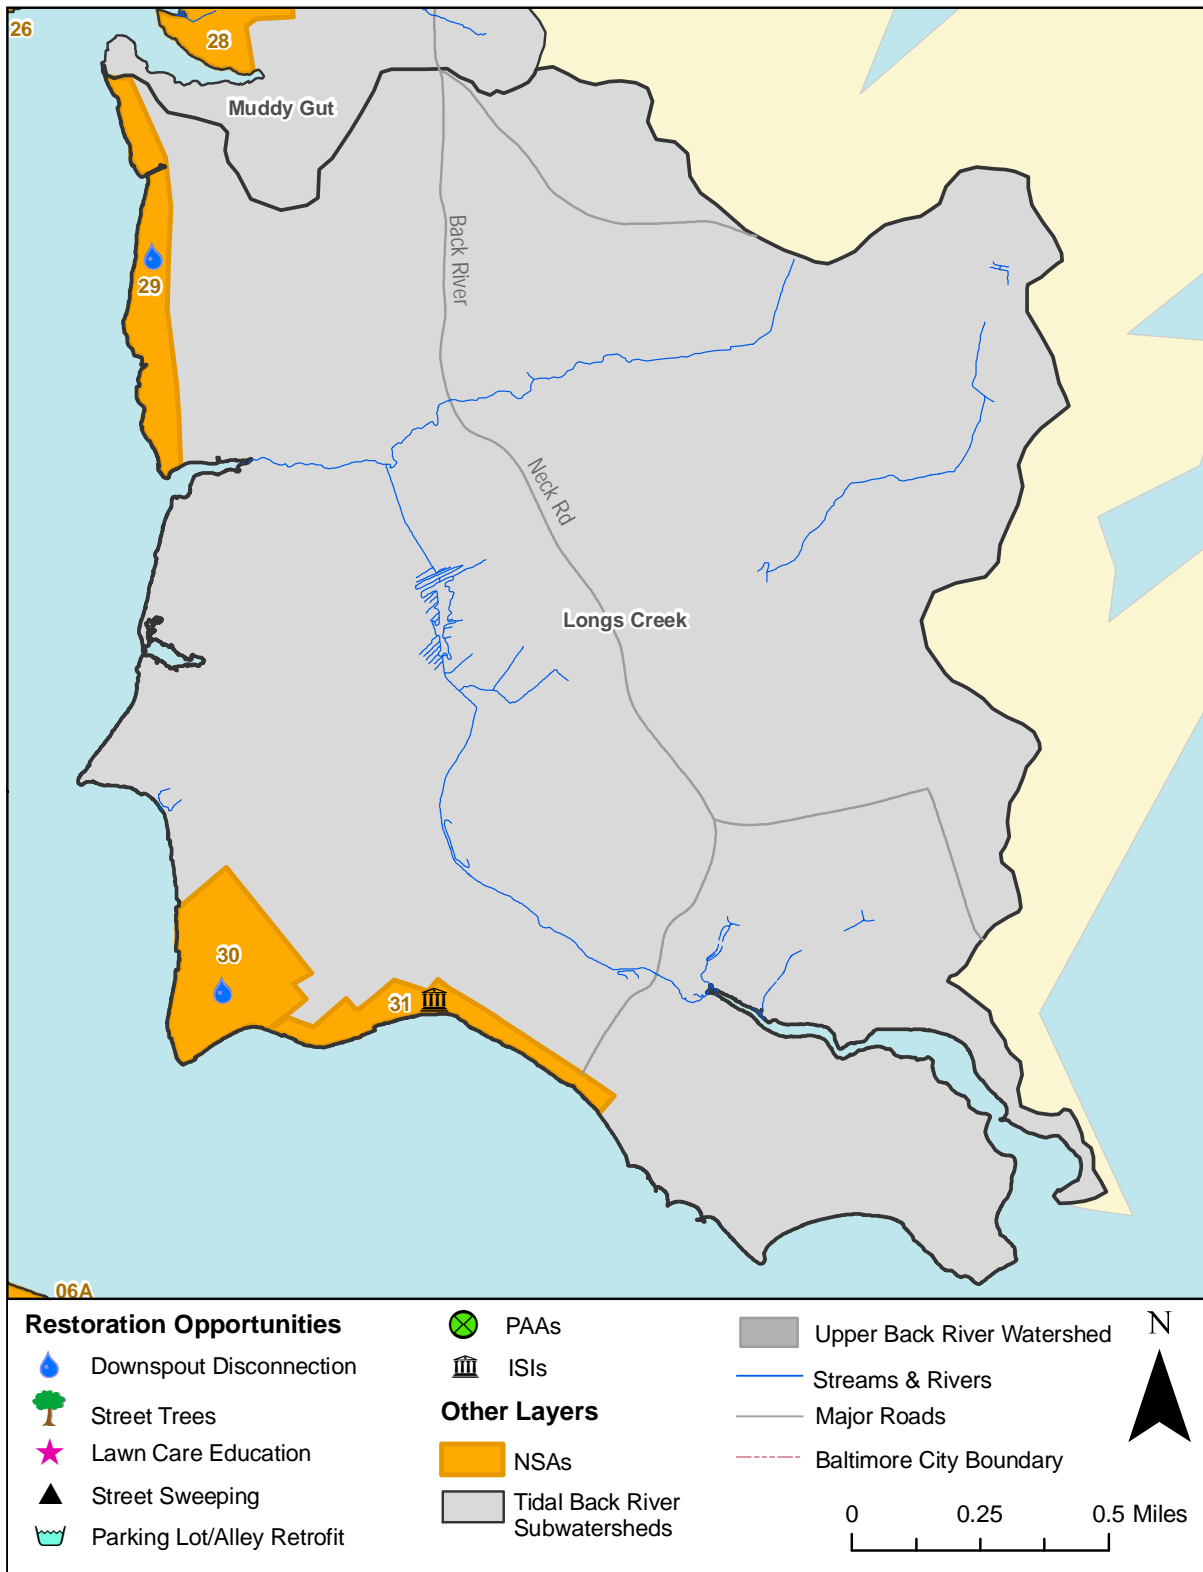 26
28
Muddy Gut
Back River
29
Neck Rd
Longs Creek
30
31
06A
Restoration Opportunities
Downspout Disconnection
Street Trees
Lawn Care Education
Street Sweeping
Parking Lot/Alley Retrofit
PAAs
ISIs
Other Layers
NSAs
Tidal Back River
Subwatersheds
Upper Back River Watershed
Streams & Rivers
Major Roads
Baltimore City Boundary
N
0 0.25 0.5 Miles